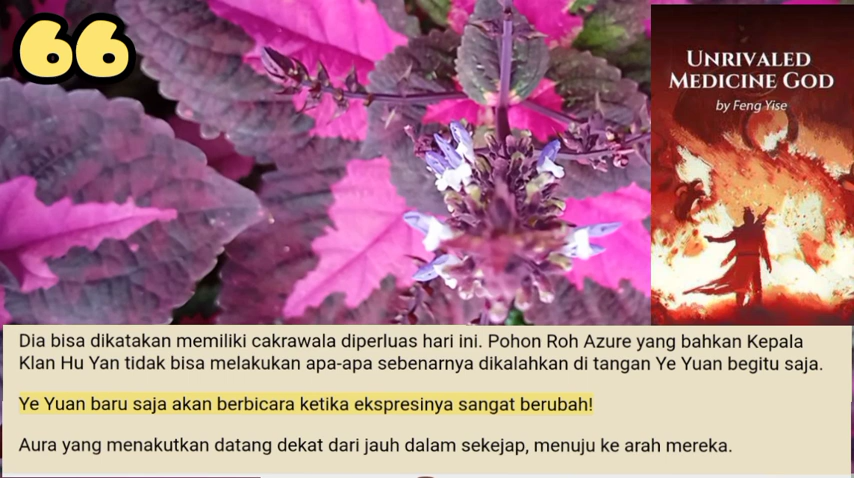 66
UNRIVALED
MEDICINE GOD
by Feng Yise
Dia bisa dikatakan memiliki cakrawala diperluas hari ini. Pohon Roh Azure yang bahkan Kepala
Klan Hu Yan tidak bisa melakukan apa-apa sebenarnya dikalahkan di tangan Ye Yuan begitu saja.
Ye Yuan baru saja akan berbicara ketika ekspresinya sangat berubah!
Aura yang menakutkan datang dekat dari jauh dalam sekejap, menuju ke arah mereka.